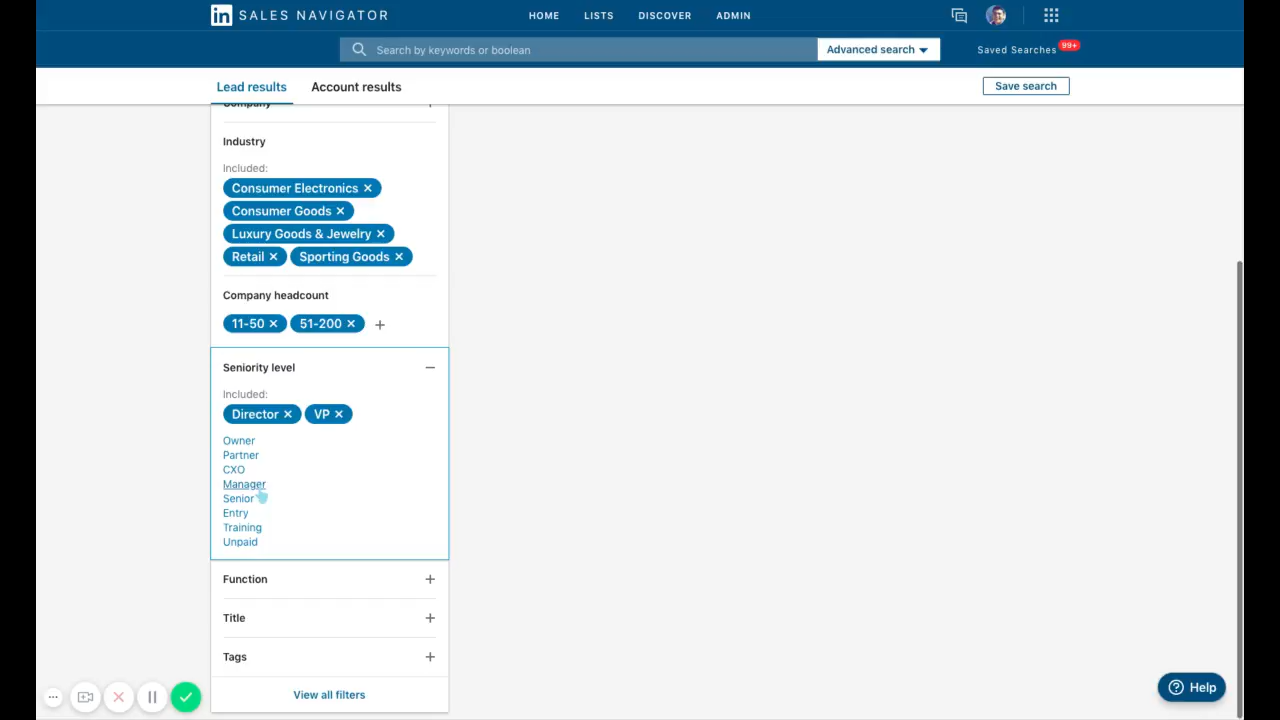 in SALES NAVIGATOR
HOME LISTS DISCOVER ADMIN
Search by keywords or boolean
Advanced search
Saved Searches 99+
Lead results Account results
Save search
Company
Industry
Included:
Consumer Electronics ×
Consumer Goods ×
Luxury Goods & Jewelry ×
Retail × Sporting Goods ×
Company headcount
11-50 × 51-200 × +
Seniority level −
Included:
Director × VP ×
Owner
Partner
CXO
Manager
Senior
Entry
Training
Unpaid
Function +
Title +
Tags +
View all filters
? Help